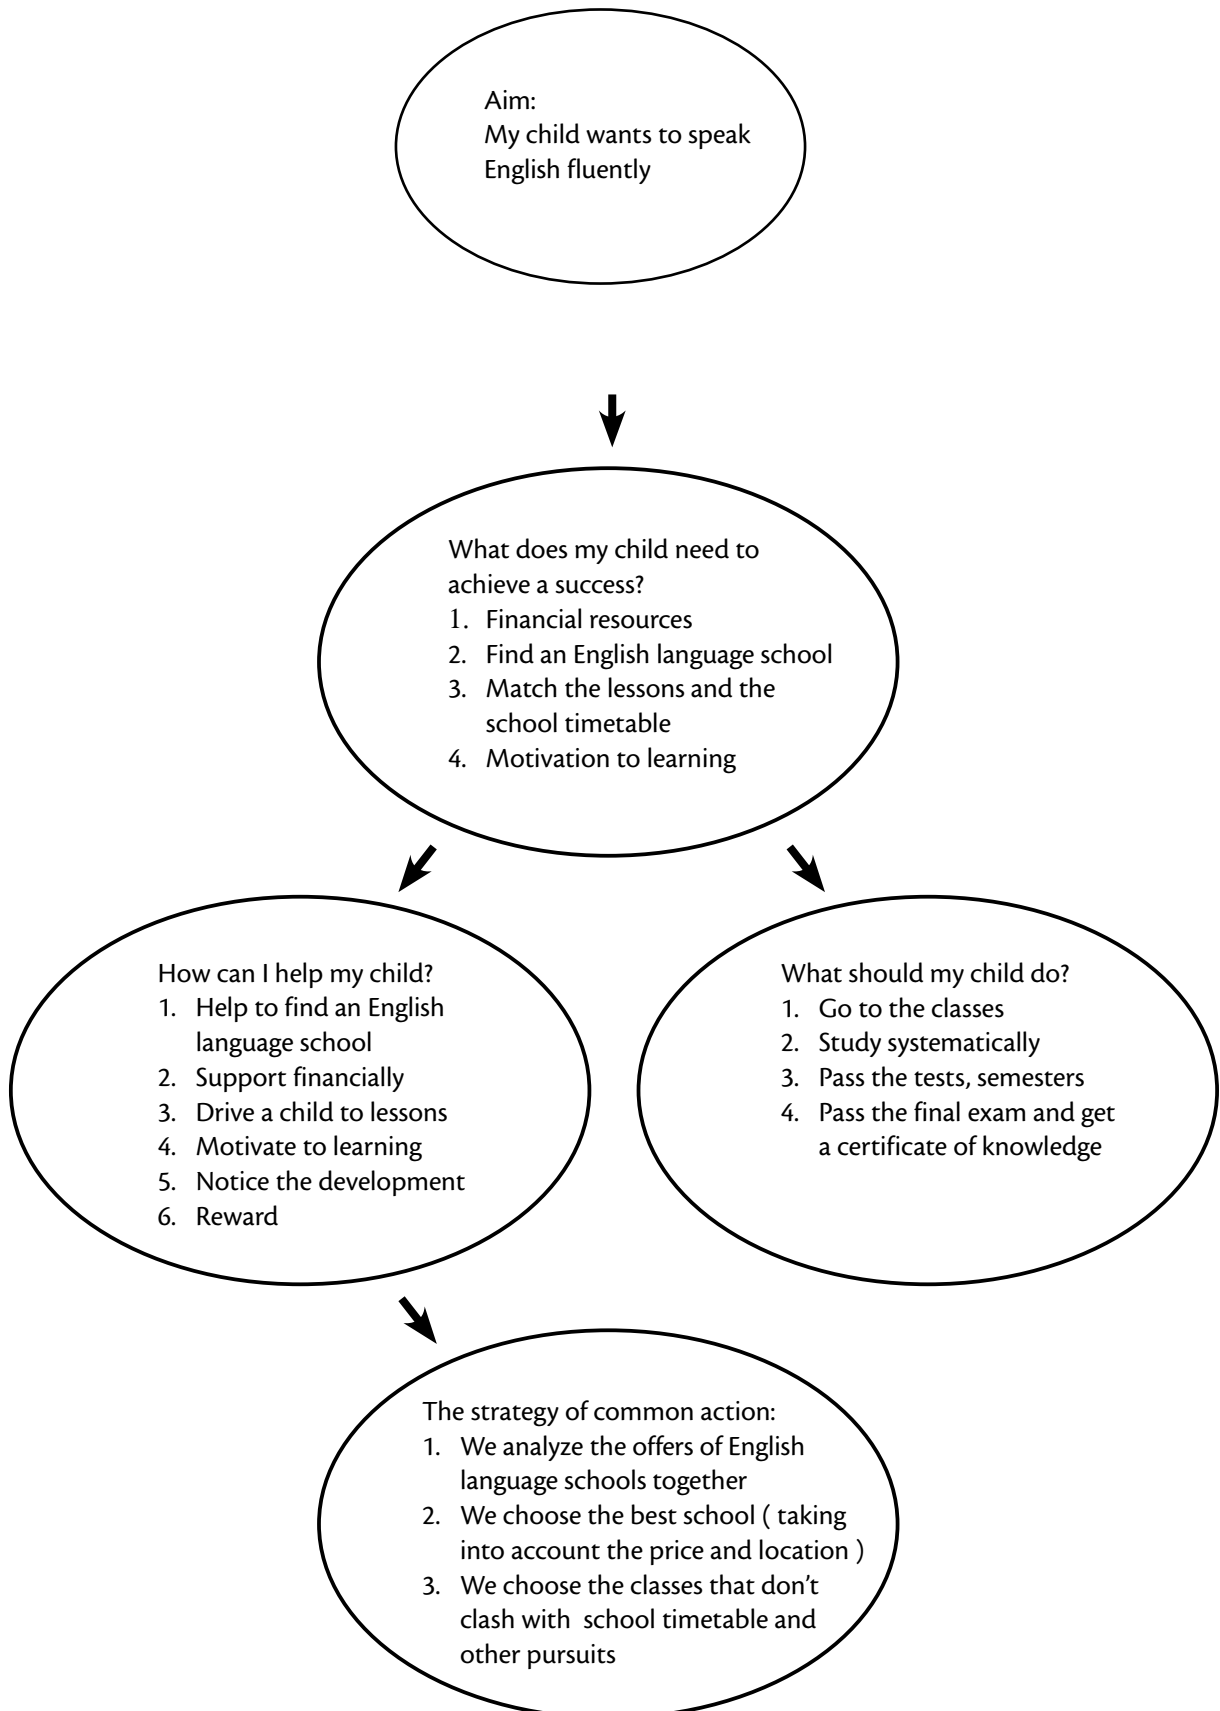 Aim:
My child wants to speak
English fluently
What does my child need to
achieve a success?
1. Financial resources
2. Find an English language school
3. Match the lessons and the
school timetable
4. Motivation to learning
How can I help my child?
1. Help to find an English
language school
2. Support financially
3. Drive a child to lessons
4. Motivate to learning
5. Notice the development
6. Reward
What should my child do?
1. Go to the classes
2. Study systematically
3. Pass the tests, semesters
4. Pass the final exam and get
a certificate of knowledge
The strategy of common action:
1. We analyze the offers of English
language schools together
2. We choose the best school ( taking
into account the price and location )
3. We choose the classes that don't
clash with  school timetable and
other pursuits